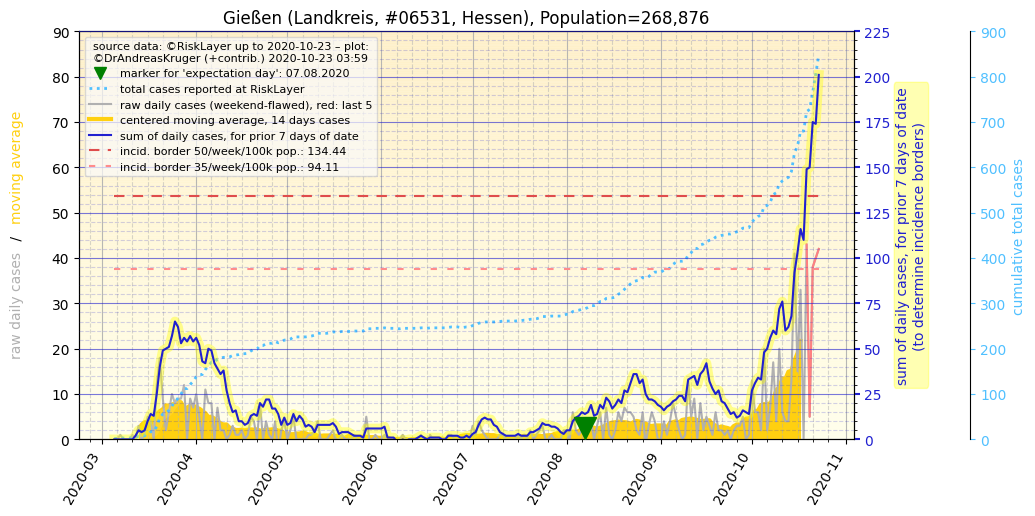 Gießen (Landkreis, #06531, Hessen), Population=268,876
source data: ©RiskLayer up to 2020-10-23 – plot:
©DrAndreasKruger (+contrib.) 2020-10-23 03:59
marker for 'expectation day': 07.08.2020
total cases reported at RiskLayer
raw daily cases (weekend-flawed), red: last 5
centered moving average, 14 days cases
sum of daily cases, for prior 7 days of date
incid. border 50/week/100k pop.: 134.44
incid. border 35/week/100k pop.: 94.11
raw daily cases / moving average
90
80
70
60
50
40
30
20
10
0
225
200
175
150
125
100
75
50
25
0
sum of daily cases, for prior 7 days of date
(to determine incidence borders)
900
800
700
600
500
400
300
200
100
0
cumulative total cases
2020-03
2020-04
2020-05
2020-06
2020-07
2020-08
2020-09
2020-10
2020-11